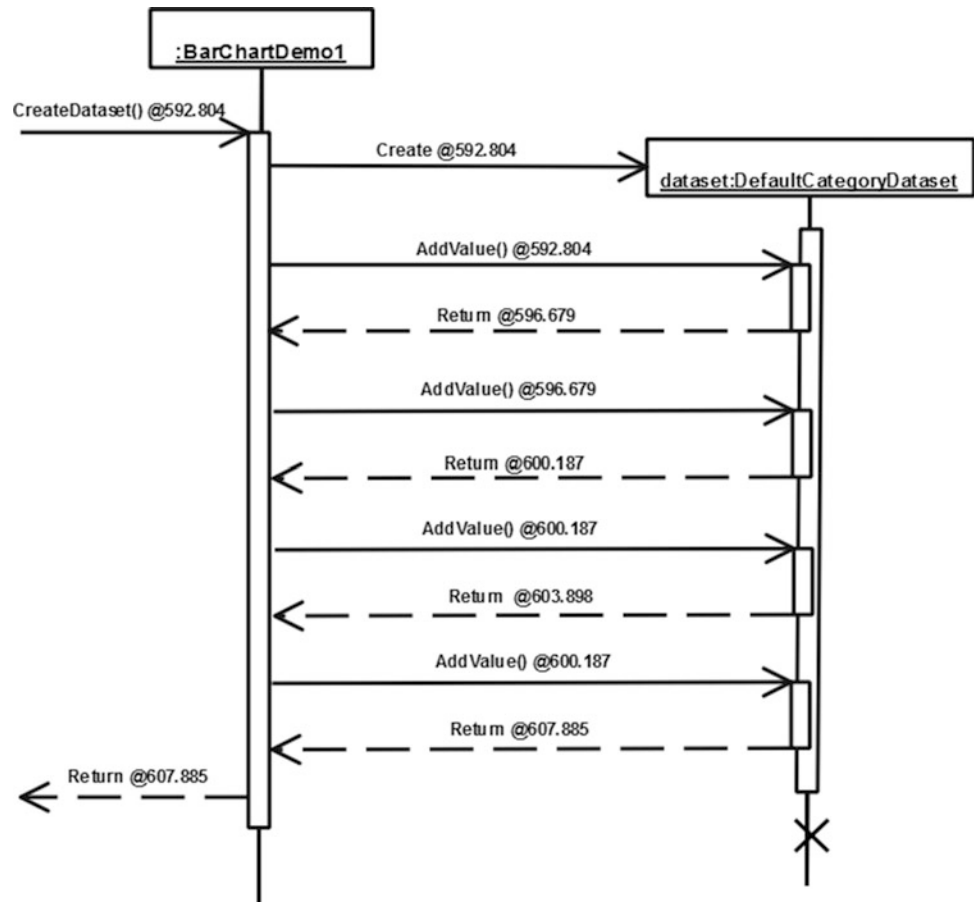 :BarChartDemo1
CreateDataset() @592.804
Create @592.804
dataset:DefaultCategoryDataset
AddValue() @592.804
Return @596.679
AddValue() @596.679
Return @600.187
AddValue() @600.187
Return @603.898
AddValue() @600.187
Return @607.885
Return @607.885